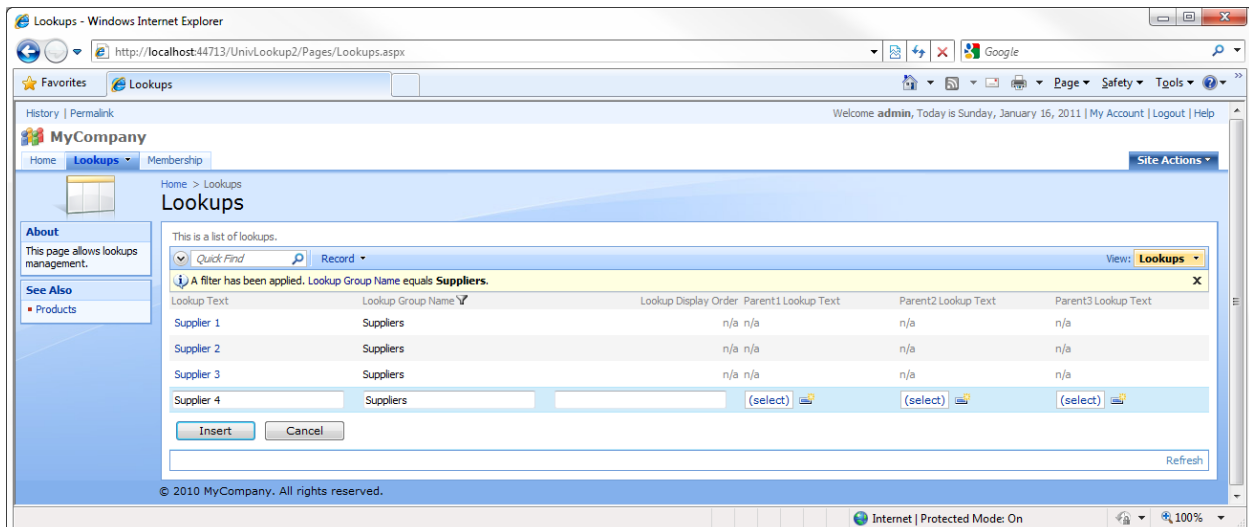 Lookups - Windows Internet Explorer
http://localhost:44713/UnivLookup2/Pages/Lookups.aspx
Google
Favorites
Lookups
Page
Safety
Tools
History | Permalink
Welcome admin, Today is Sunday, January 16, 2011 | My Account | Logout | Help
MyCompany
Home
Lookups
Membership
Site Actions
Home > Lookups
Lookups
About
This page allows lookups
management.
See Also
Products
This is a list of lookups.
Quick Find
Record
View: Lookups
A filter has been applied. Lookup Group Name equals Suppliers.
Lookup Text Lookup Group Name Lookup Display Order Parent1 Lookup Text Parent2 Lookup Text Parent3 Lookup Text
Supplier 1 Suppliers n/a n/a n/a n/a
Supplier 2 Suppliers n/a n/a n/a n/a
Supplier 3 Suppliers n/a n/a n/a n/a
Supplier 4 Suppliers (select) (select) (select)
Insert Cancel
Refresh
© 2010 MyCompany. All rights reserved.
Internet | Protected Mode: On
100%